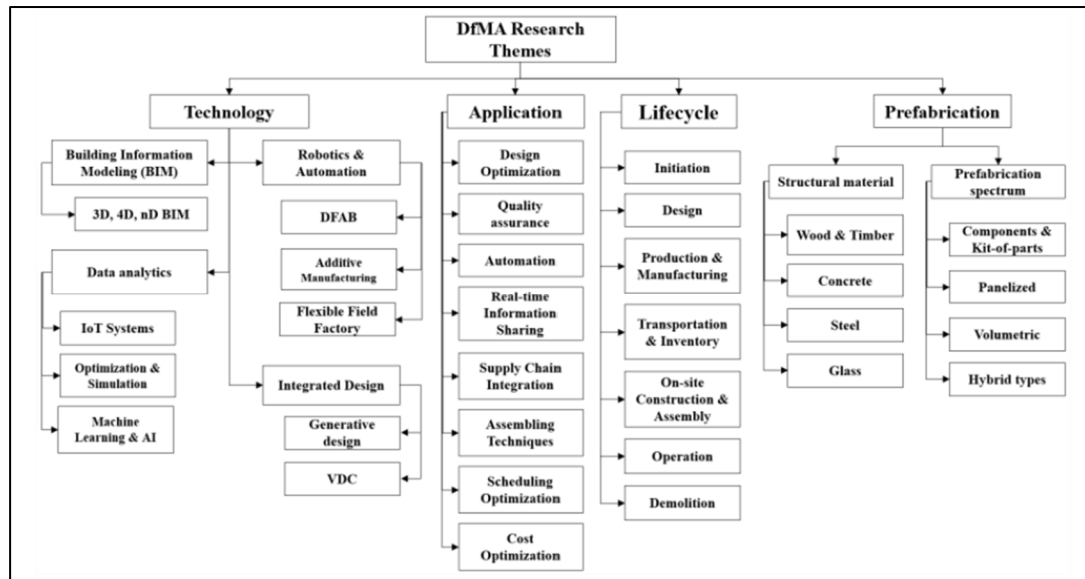 DfMA Research
Themes
Technology
Building Information
Modeling (BIM)
3D, 4D, nD BIM
Data analytics
IoT Systems
Optimization &
Simulation
Machine
Learning & AI
Robotics &
Automation
DFAB
Additive
Manufacturing
Flexible Field
Factory
Integrated Design
Generative
design
VDC
Application
Design
Optimization
Quality
assurance
Automation
Real-time
Information
Sharing
Supply Chain
Integration
Assembling
Techniques
Scheduling
Optimization
Cost
Optimization
Lifecycle
Initiation
Design
Production &
Manufacturing
Transportation
& Inventory
On-site
Construction &
Assembly
Operation
Demolition
Prefabrication
Structural material
Wood & Timber
Concrete
Steel
Glass
Prefabrication
spectrum
Components &
Kit-of-parts
Panelized
Volumetric
Hybrid types